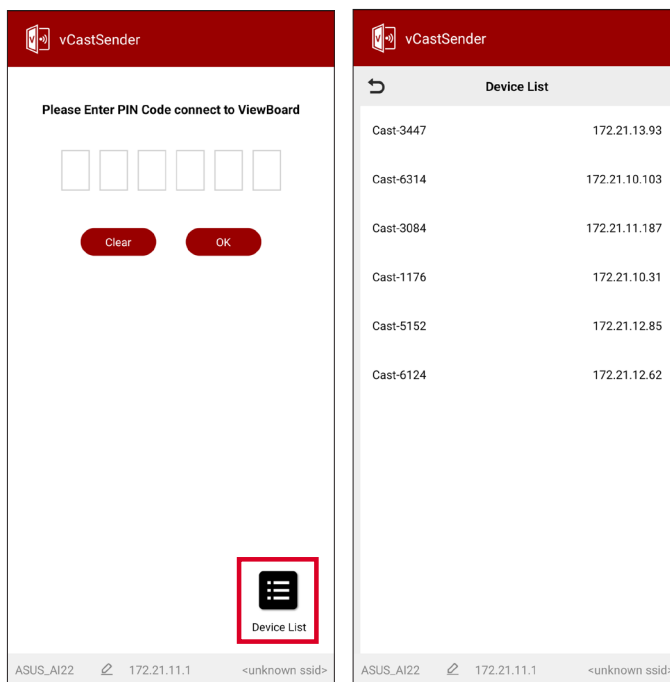 vCastSender
Please Enter PIN Code connect to ViewBoard
Clear OK
Device List
ASUS_AI22 172.21.11.1 <unknown ssid>
vCastSender
Device List
Cast-3447 172.21.13.93
Cast-6314 172.21.10.103
Cast-3084 172.21.11.187
Cast-1176 172.21.10.31
Cast-5152 172.21.12.85
Cast-6124 172.21.12.62
ASUS_AI22 172.21.11.1 <unknown ssid>